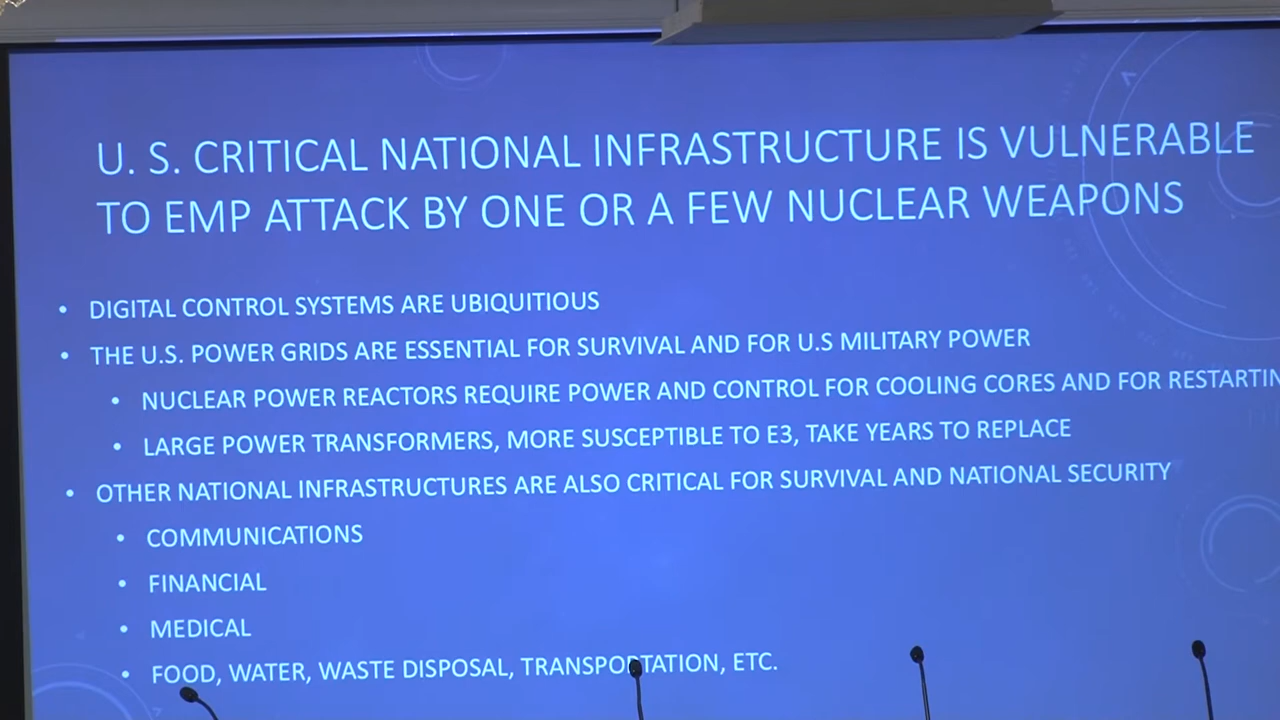 U. S. CRITICAL NATIONAL INFRASTRUCTURE IS VULNERABLE
TO EMP ATTACK BY ONE OR A FEW NUCLEAR WEAPONS
• DIGITAL CONTROL SYSTEMS ARE UBIQUITIOUS
• THE U.S. POWER GRIDS ARE ESSENTIAL FOR SURVIVAL AND FOR U.S MILITARY POWER
• NUCLEAR POWER REACTORS REQUIRE POWER AND CONTROL FOR COOLING CORES AND FOR RESTARTIN
• LARGE POWER TRANSFORMERS, MORE SUSCEPTIBLE TO E3, TAKE YEARS TO REPLACE
• OTHER NATIONAL INFRASTRUCTURES ARE ALSO CRITICAL FOR SURVIVAL AND NATIONAL SECURITY
• COMMUNICATIONS
• FINANCIAL
• MEDICAL
• FOOD, WATER, WASTE DISPOSAL, TRANSPORTATION, ETC.